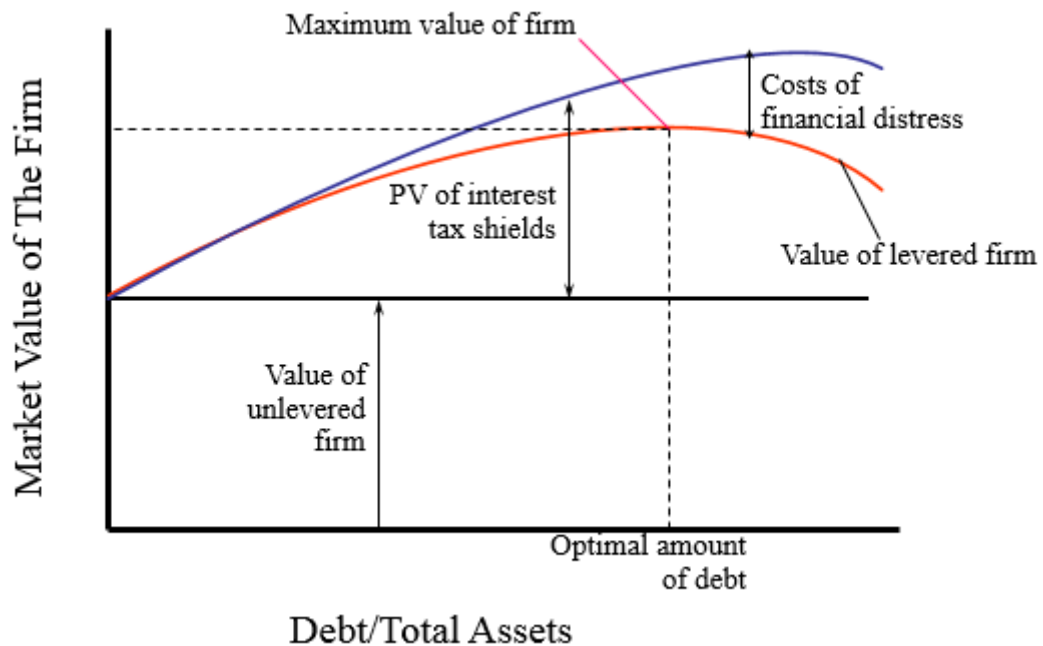 Maximum value of firm
Market Value of The Firm
Costs of
financial distress
PV of interest
tax shields
Value of levered firm
Value of
unlevered
firm
Optimal amount
of debt
Debt/Total Assets